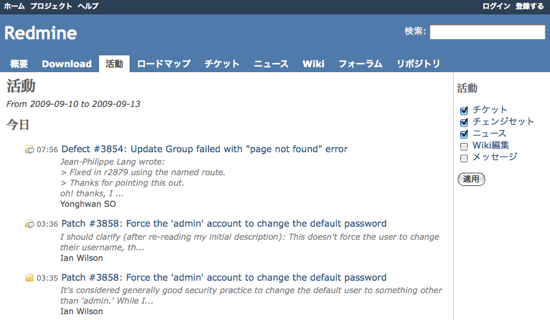 ホーム プロジェクト ヘルプ
ログイン 登録する
Redmine
検索:
概要 Download 活動 ロードマップ チケット ニュース Wiki フォーラム リポジトリ
活動
From 2009-09-10 to 2009-09-13
今日
07:56 Defect #3854: Update Group failed with "page not found" error
Jean-Philippe Lang wrote:
> Fixed in r2879 using the named route.
> Thanks for pointing this out.
oh! thanks, I ...
Yonghwan SO
03:36 Patch #3858: Force the 'admin' account to change the default password
I should clarify (after re-reading my initial description): This doesn't force the user to change
their username, th...
Ian Wilson
03:35 Patch #3858: Force the 'admin' account to change the default password
It's considered generally good security practice to change the default user to something other
than 'admin.' While I...
Ian Wilson
活動
チケット
チェンジセット
ニュース
Wiki編集
メッセージ
適用